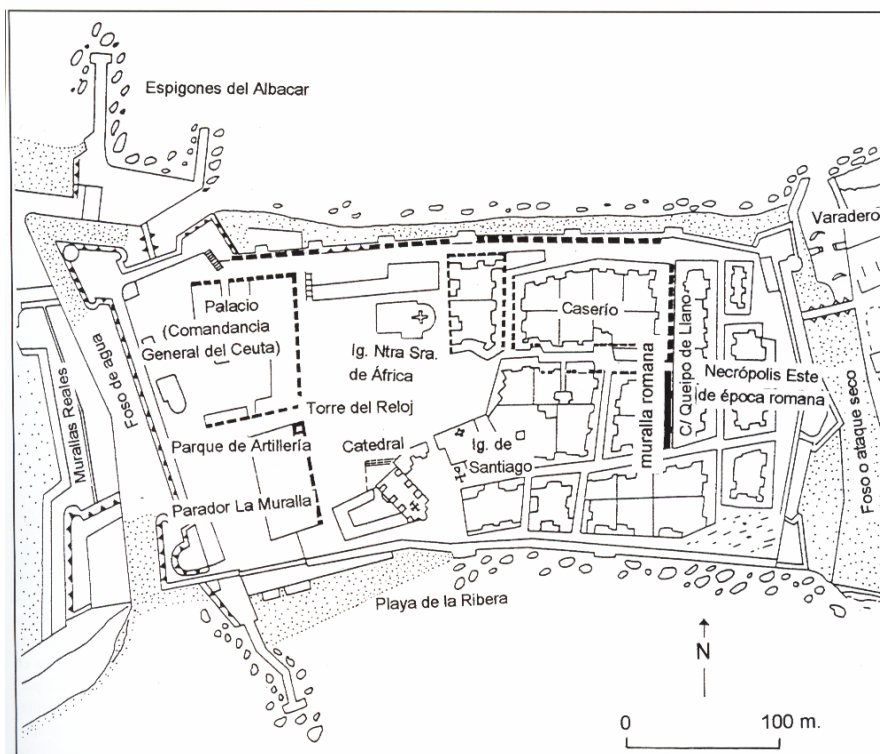 Espigones del Albacar
Varadero
Palacio
(Comandancia
General del Ceuta)
Ig. Ntra Sra.
de África
Caserío
Murallas Reales
Foso de agua
Torre del Reloj
Parque de Artillería
Catedral
Ig. de
Santiago
muralla romana
C/ Queipo de Llano
Necrópolis Este
de época romana
Foso o ataque seco
Parador La Muralla
Playa de la Ribera
N
0 100 m.